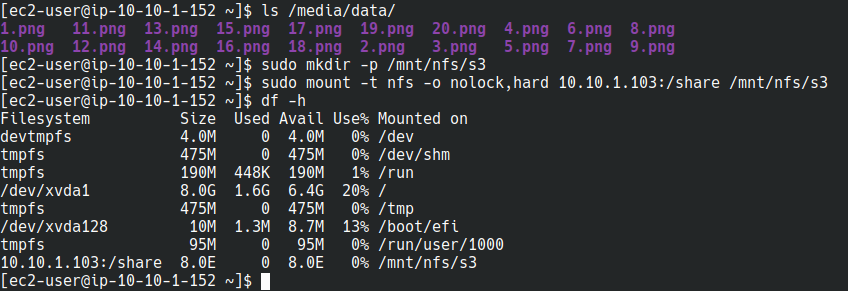 [ec2-user@ip-10-10-1-152 ~]$ ls /media/data/
1.png   11.png  13.png  15.png  17.png  19.png  20.png  4.png  6.png  8.png
10.png  12.png  14.png  16.png  18.png  2.png   3.png   5.png  7.png  9.png
[ec2-user@ip-10-10-1-152 ~]$ sudo mkdir -p /mnt/nfs/s3
[ec2-user@ip-10-10-1-152 ~]$ sudo mount -t nfs -o nolock,hard 10.10.1.103:/share /mnt/nfs/s3
[ec2-user@ip-10-10-1-152 ~]$ df -h
Filesystem          Size  Used Avail Use% Mounted on
devtmpfs            4.0M     0  4.0M   0% /dev
tmpfs               475M     0  475M   0% /dev/shm
tmpfs               190M  448K  190M   1% /run
/dev/xvda1          8.0G  1.6G  6.4G  20% /
tmpfs               475M     0  475M   0% /tmp
/dev/xvda128         10M  1.3M  8.7M  13% /boot/efi
tmpfs                95M     0   95M   0% /run/user/1000
10.10.1.103:/share  8.0E     0  8.0E   0% /mnt/nfs/s3
[ec2-user@ip-10-10-1-152 ~]$